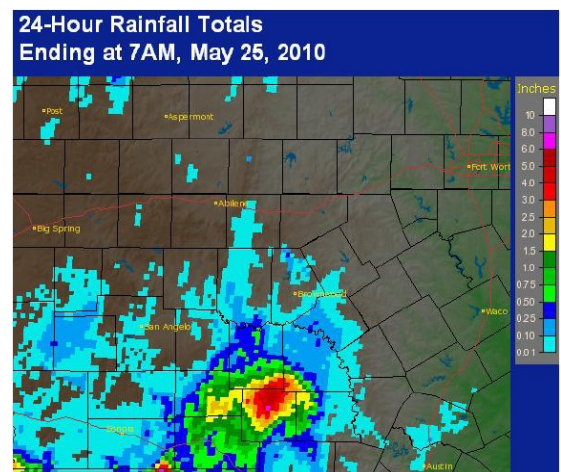 24-Hour Rainfall Totals
Ending at 7AM, May 25, 2010
Inches
Post
Aspermont
10
8.0
6.0
5.0
4.0
3.0
2.5
2.0
1.5
1.0
0.75
0.50
0.25
0.10
0.01
Fort Wort
Abilene
Big Spring
Brownwood
San Angelo
Waco
Sonora
Austin